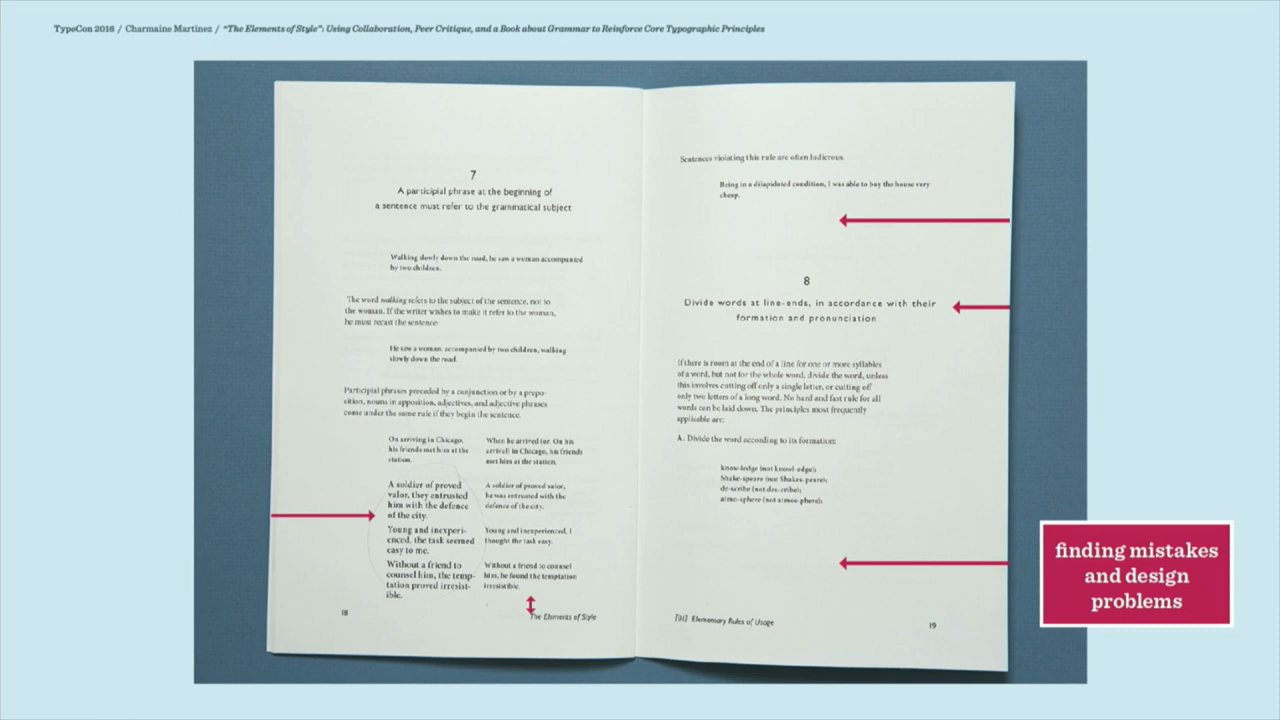 TypeCon 2016 / Charmaine Martinez / “The Elements of Style”: Using Collaboration, Peer Critique, and a Book about Grammar to Reinforce Core Typographic Principles
7
A participial phrase at the beginning of
a sentence must refer to the grammatical subject
Walking slowly down the road, he saw a woman accompanied
by two children.
The word walking refers to the subject of the sentence, not to
the woman. If the writer wishes to make it refer to the woman,
he must recast the sentence:
He saw a woman, accompanied by two children, walking
slowly down the road.
Participial phrases preceded by a conjunction or by a prepo-
sition, nouns in apposition, adjectives, and adjective phrases
come under the same rule if they begin the sentence.
On arriving in Chicago,
his friends met him at the
station.
When he arrived (or, On his
arrival) in Chicago, his friends
met him at the station.
A soldier of proved
valor, they entrusted
him with the defence
of the city.
A soldier of proved valor,
he was entrusted with the
defence of the city.
Young and inexperi-
enced, the task seemed
easy to me.
Young and inexperienced, I
thought the task easy.
Without a friend to
counsel him, the temp-
tation proved irresist-
ible.
Without a friend to counsel
him, he found the temptation
irresistible.
18
The Elements of Style
Sentences violating this rule are often ludicrous.
Being in a dilapidated condition, I was able to buy the house very
cheap.
8
Divide words at line-ends, in accordance with their
formation and pronunciation
If there is room at the end of a line for one or more syllables
of a word, but not for the whole word, divide the word, unless
this involves cutting off only a single letter, or cutting off
only two letters of a long word. No hard and fast rule for all
words can be laid down. The principles most frequently
applicable are:
A. Divide the word according to its formation:
know-ledge (not knowl-edge);
Shake-speare (not Shakes-peare);
de-scribe (not des-cribe);
atmo-sphere (not atmos-phere);
Elementary Rules of Usage
19
finding mistakes
and design
problems